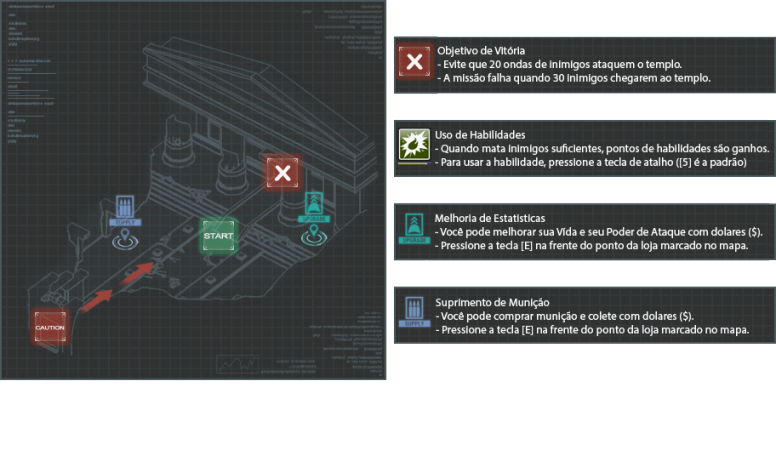 SUPPLY
UPGRADE
START
CAUTION
Objetivo de Vitória
- Evite que 20 ondas de inimigos ataquem o templo.
- A missão falha quando 30 inimigos chegarem ao templo.
Uso de Habilidades
- Quando mata inimigos suficientes, pontos de habilidades são ganhos.
- Para usar a habilidade, pressione a tecla de atalho ([5] é a padrão)
UPGRADE
Melhoria de Estatisticas
- Você pode melhorar sua Vida e seu Poder de Ataque com dolares ($).
- Pressione a tecla [E] na frente do ponto da loja marcado no mapa.
SUPPLY
Suprimento de Munição
- Você pode comprar munição e colete com dolares ($).
- Pressione a tecla [E] na frente do ponto da loja marcado no mapa.